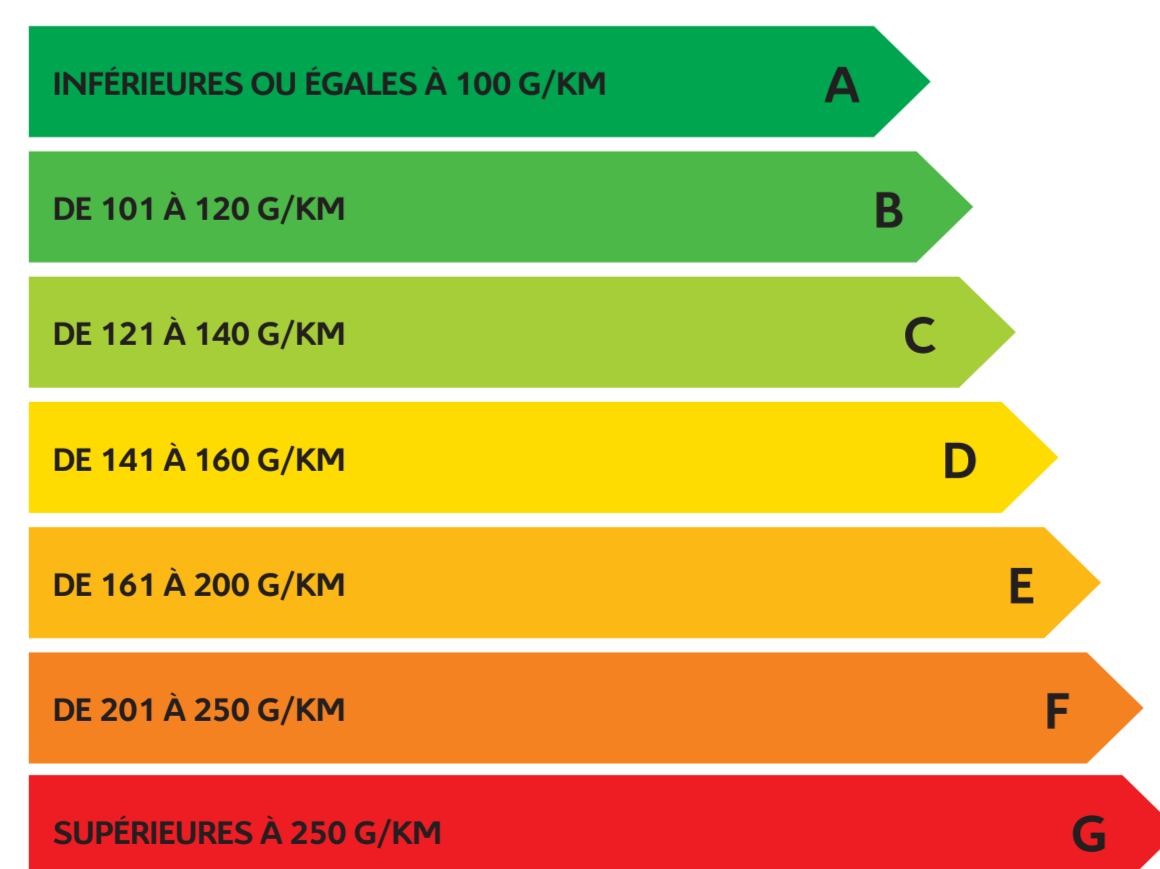 INFÉRIEURES OU ÉGALES À 100 G/KM A
DE 101 À 120 G/KM B
DE 121 À 140 G/KM C
DE 141 À 160 G/KM D
DE 161 À 200 G/KM E
DE 201 À 250 G/KM F
SUPÉRIEURES À 250 G/KM G